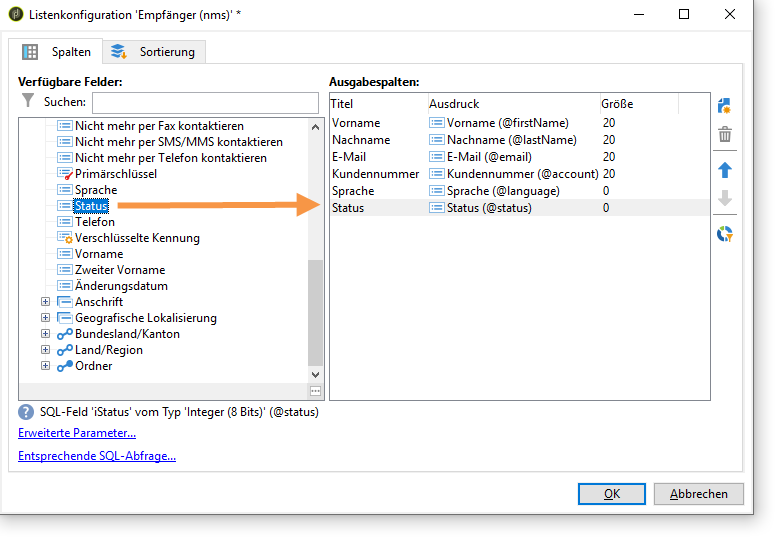 Listenkonfiguration 'Empfänger (nms)' *
Spalten
Sortierung
Verfügbare Felder:
Suchen:
Nicht mehr per Fax kontaktieren
Nicht mehr per SMS/MMS kontaktieren
Nicht mehr per Telefon kontaktieren
Primärschlüssel
Sprache
Status
Telefon
Verschlüsselte Kennung
Vorname
Zweiter Vorname
Änderungsdatum
Anschrift
Geografische Lokalisierung
Bundesland/Kanton
Land/Region
Ordner
Ausgabespalten:
Titel Ausdruck Größe
Vorname Vorname (@firstName) 20
Nachname Nachname (@lastName) 20
E-Mail E-Mail (@email) 20
Kundennummer Kundennummer (@account) 20
Sprache Sprache (@language) 0
Status Status (@status) 0
SQL-Feld 'iStatus' vom Typ 'Integer (8 Bits)' (@status)
Erweiterte Parameter...
Entsprechende SQL-Abfrage...
OK
Abbrechen